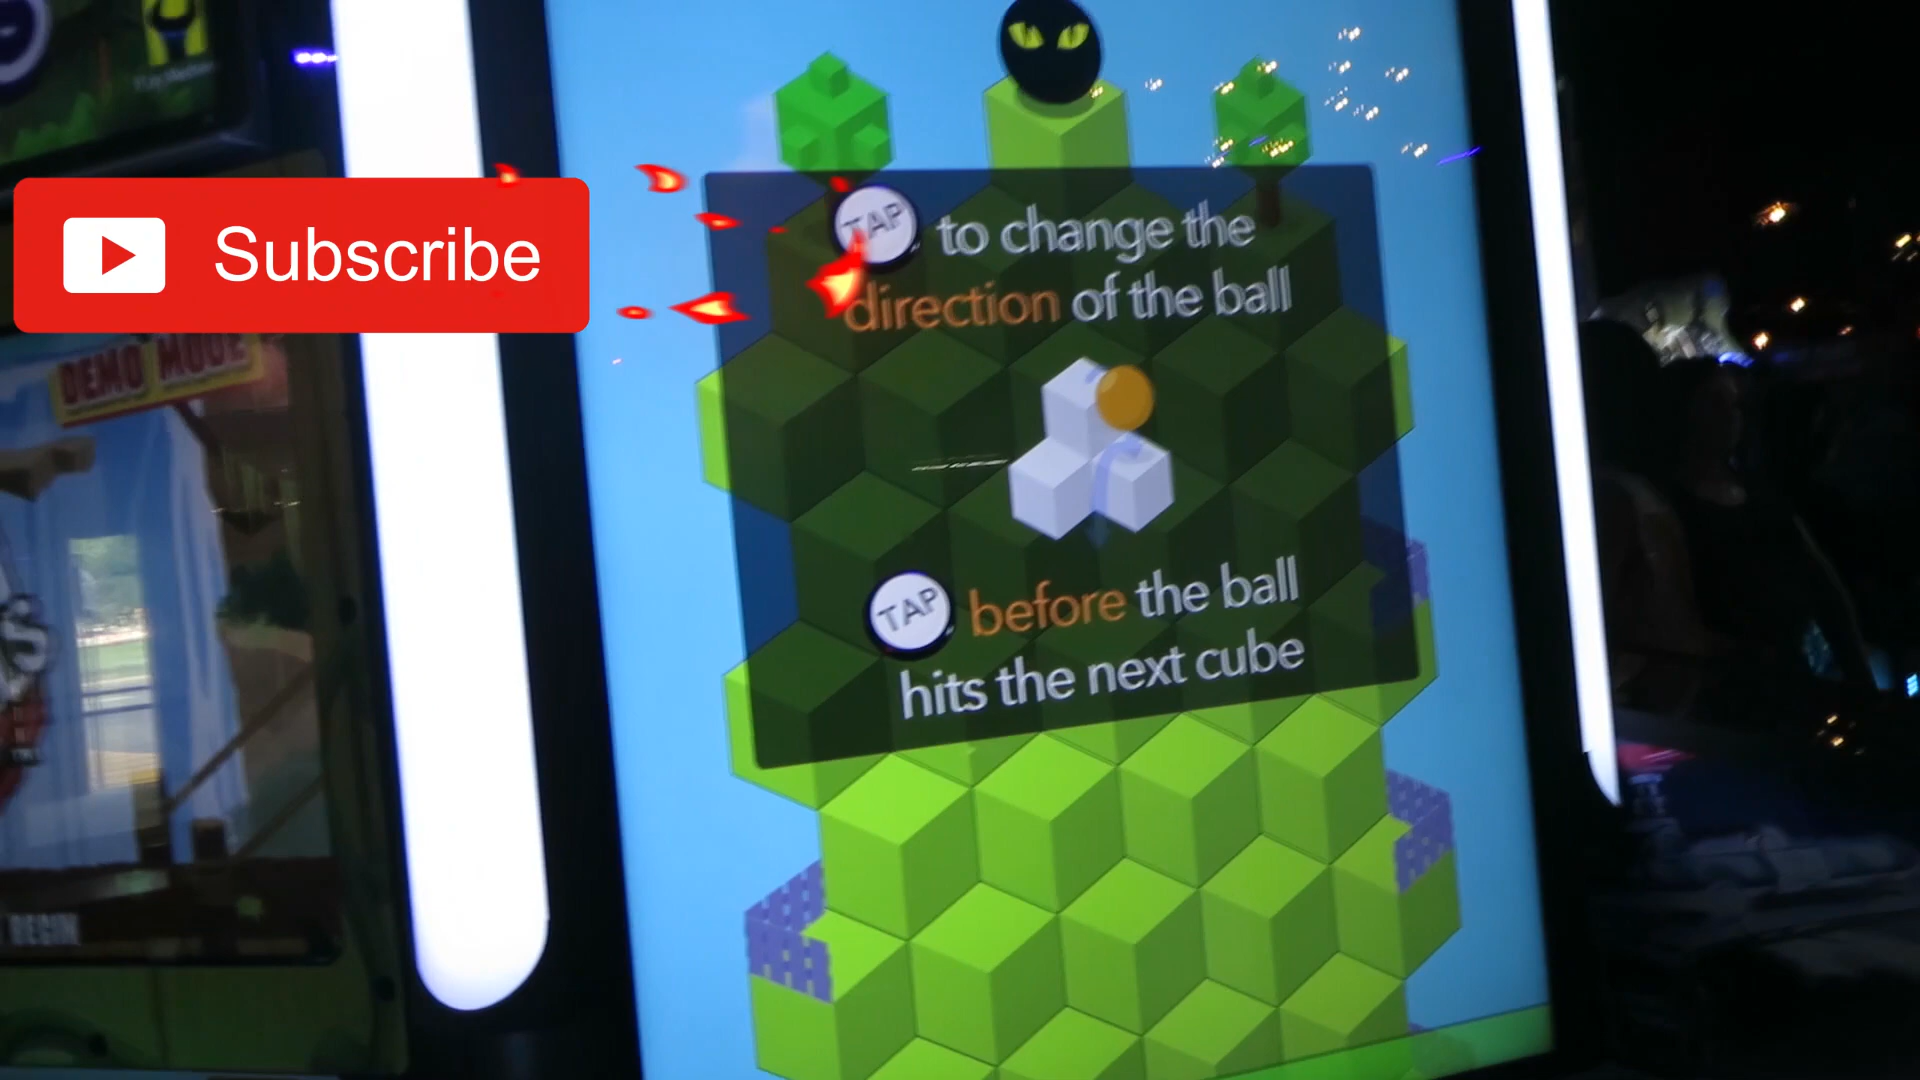 Subscribe
DEMO MODE
TAP to change the
direction of the ball
TAP before the ball
hits the next cube
BEGIN